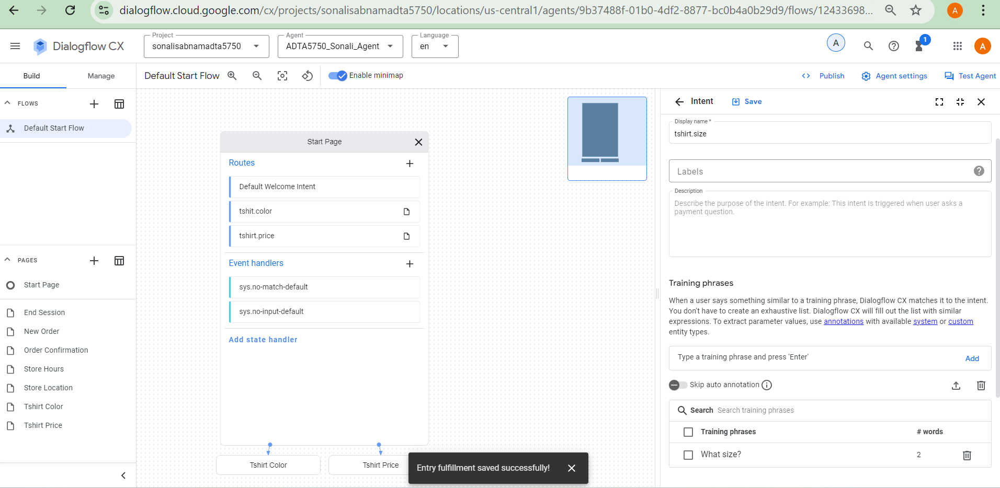 dialogflow.cloud.google.com/cx/projects/sonalisabnamadta5750/locations/us-central1/agents/9b37488f-01b0-4df2-8877-bc0b4a0b29d9/flows/12433698...
A
Dialogflow CX
Project
sonalisabnamadta5750
Agent
ADTA5750_Sonali_Agent
Language
en
A
1
A
Build
Manage
Default Start Flow
Enable minimap
Publish
Agent settings
Test Agent
FLOWS
Default Start Flow
PAGES
Start Page
End Session
New Order
Order Confirmation
Store Hours
Store Location
Tshirt Color
Tshirt Price
Start Page
Routes
Default Welcome Intent
tshit.color
tshirt.price
Event handlers
sys.no-match-default
sys.no-input-default
Add state handler
Tshirt Color
Tshirt Price
Entry fulfillment saved successfully!
Intent
Save
Display name *
tshirt.size
Labels
Description
Describe the purpose of the intent. For example: This intent is triggered when user asks a
payment question.
Training phrases
When a user says something similar to a training phrase, Dialogflow CX matches it to the intent.
You don't have to create an exhaustive list. Dialogflow CX will fill out the list with similar
expressions. To extract parameter values, use annotations with available system or custom
entity types.
Type a training phrase and press 'Enter'
Add
Skip auto annotation
Search Search training phrases
Training phrases # words
What size? 2